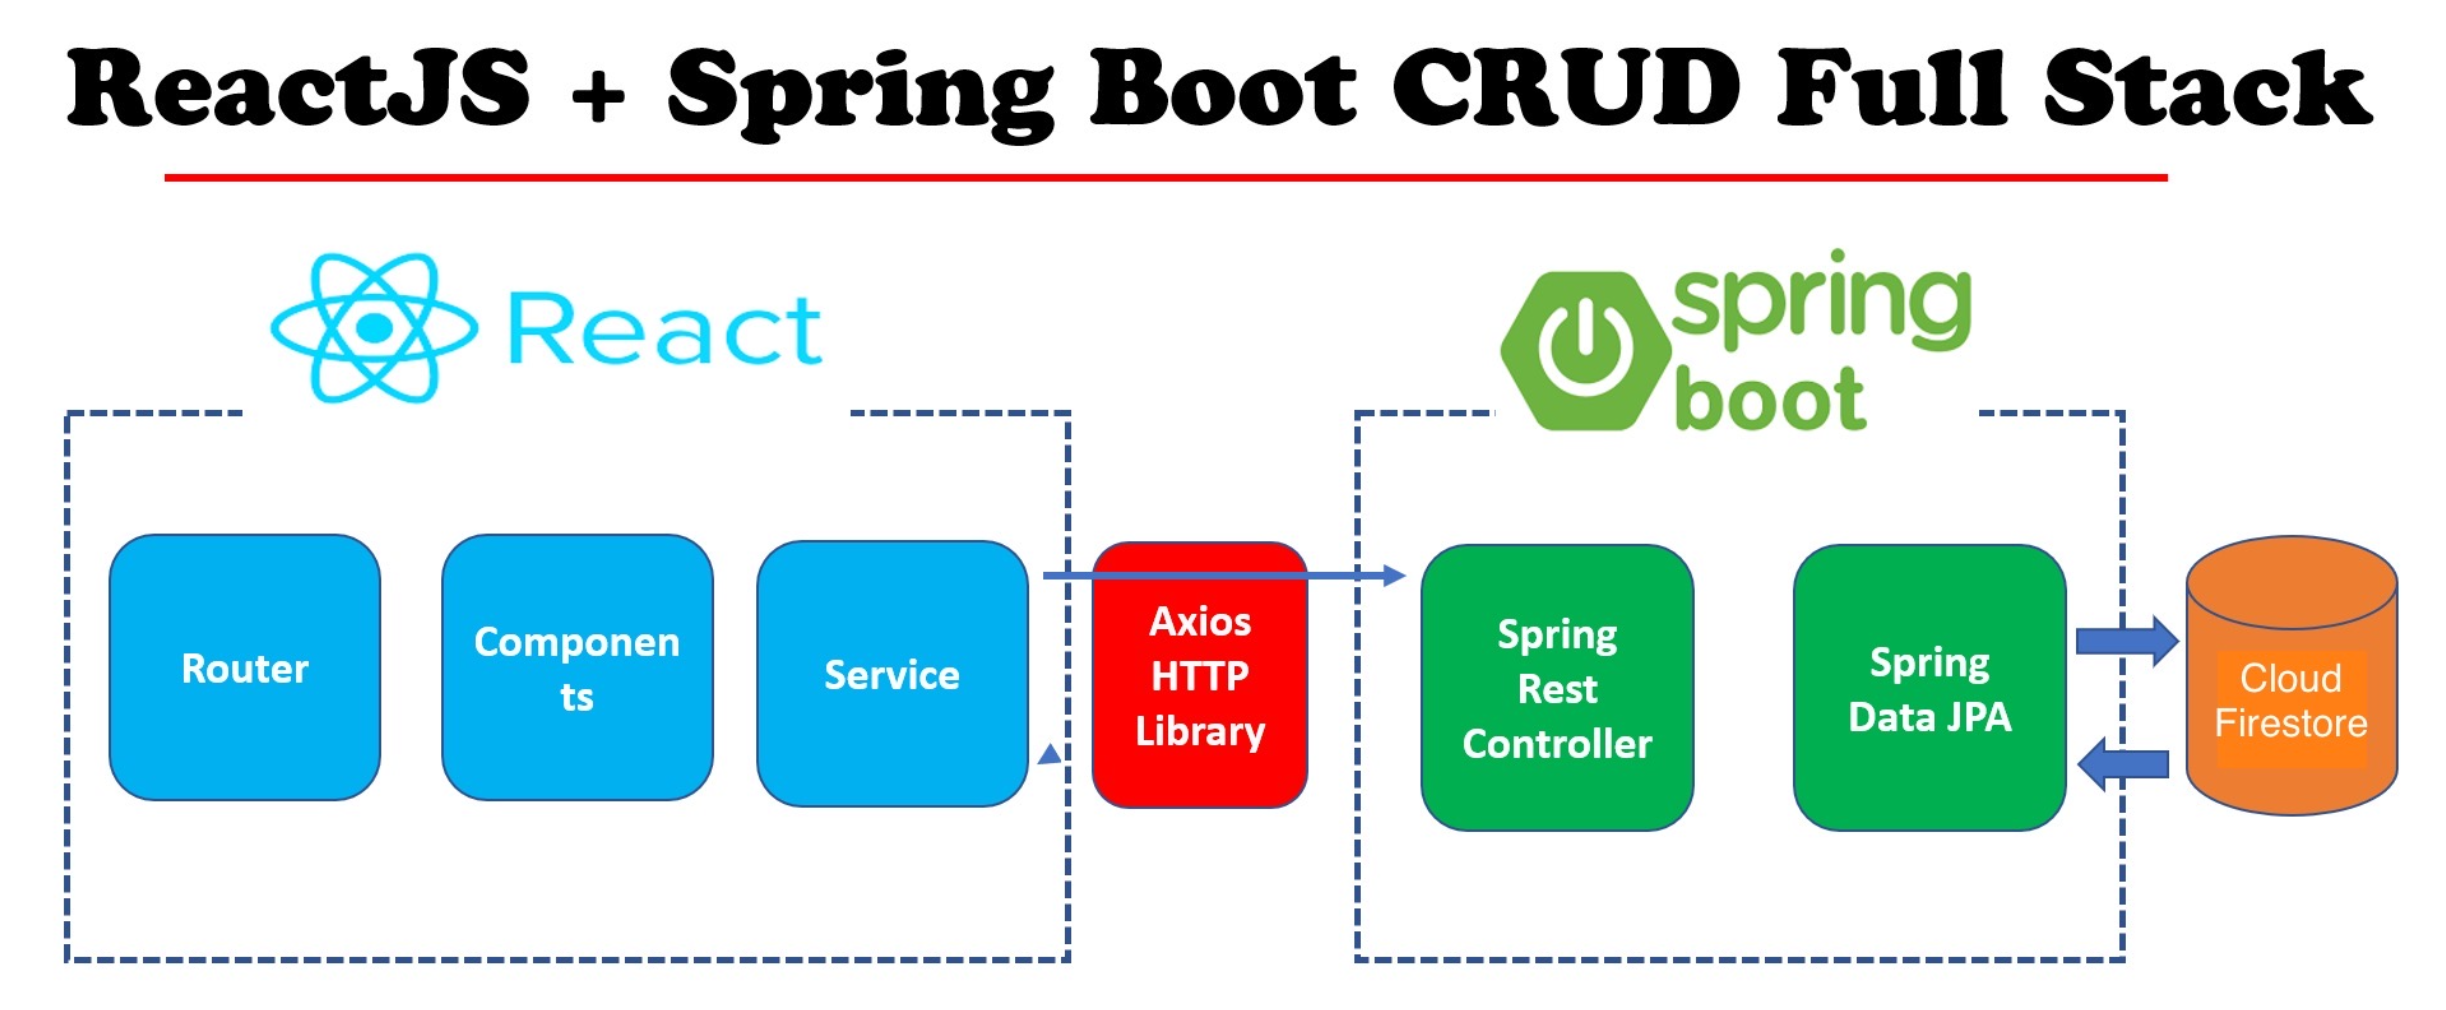 ReactJS + Spring Boot CRUD Full Stack
React
spring
boot
Router
Componen
ts
Service
Axios
HTTP
Library
Spring
Rest
Controller
Spring
Data JPA
Cloud
Firestore